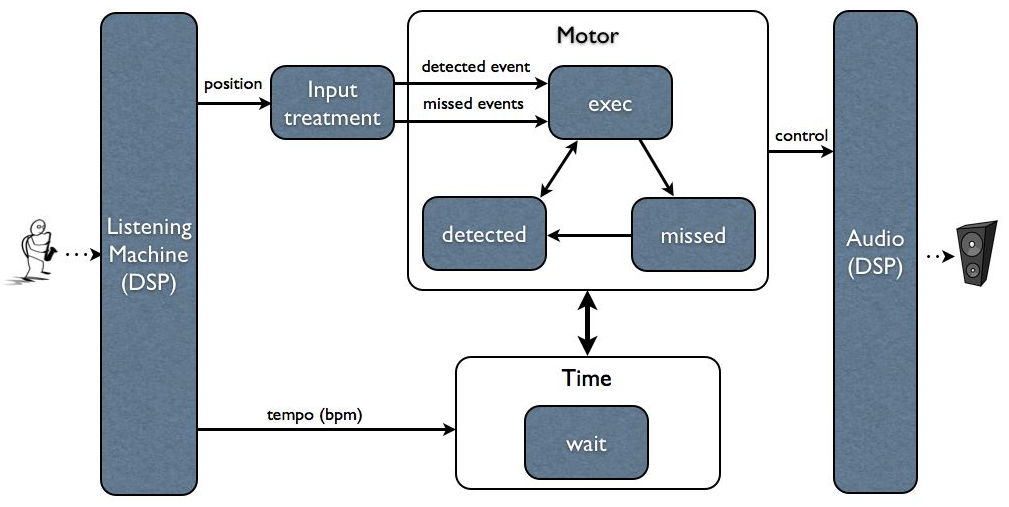 Motor
detected event
position
Input
treatment
missed events
exec
control
Listening
Machine
(DSP)
detected
missed
Audio
(DSP)
Time
tempo (bpm)
wait